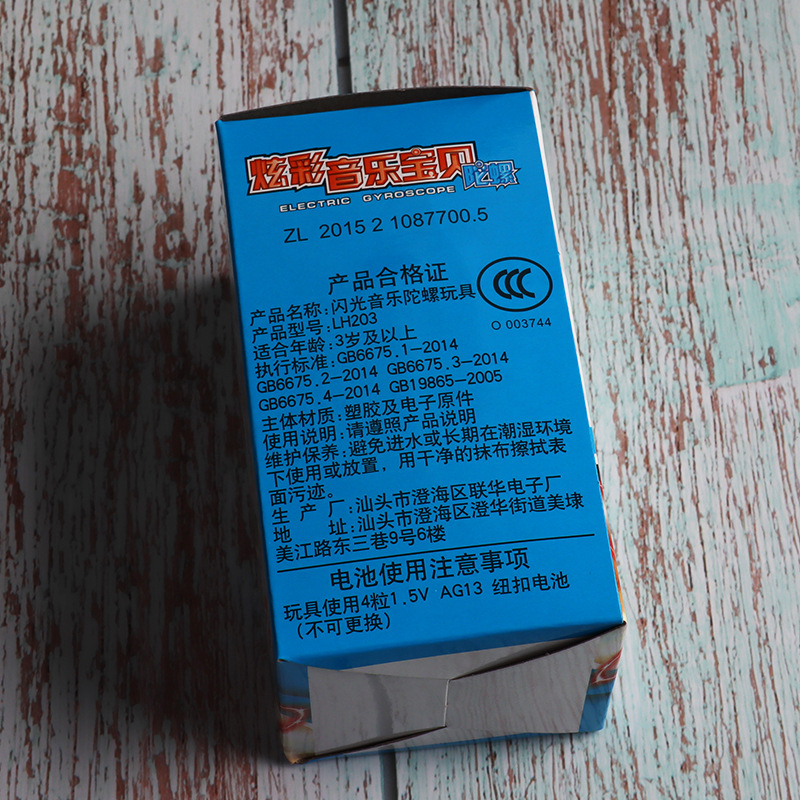 炫彩音乐宝贝陀螺
ELECTRIC GYROSCOPE
ZL 2015 2 1087700.5
产品合格证
CCC
O 003744
产品名称:闪光音乐陀螺玩具
产品型号:LH203
适合年龄:3岁及以上
执行标准:GB6675.1-2014
GB6675.2-2014 GB6675.3-2014
GB6675.4-2014 GB19865-2005
主体材质:塑胶及电子原件
使用说明:请遵照产品说明
维护保养:避免进水或长期在潮湿环境
下使用或放置,用干净的抹布擦拭表
面污迹。
生产厂:汕头市澄海区联华电子厂
地址:汕头市澄海区澄华街道美埭
美江路东三巷9号6楼
电池使用注意事项
玩具使用4粒1.5V AG13 纽扣电池
(不可更换)